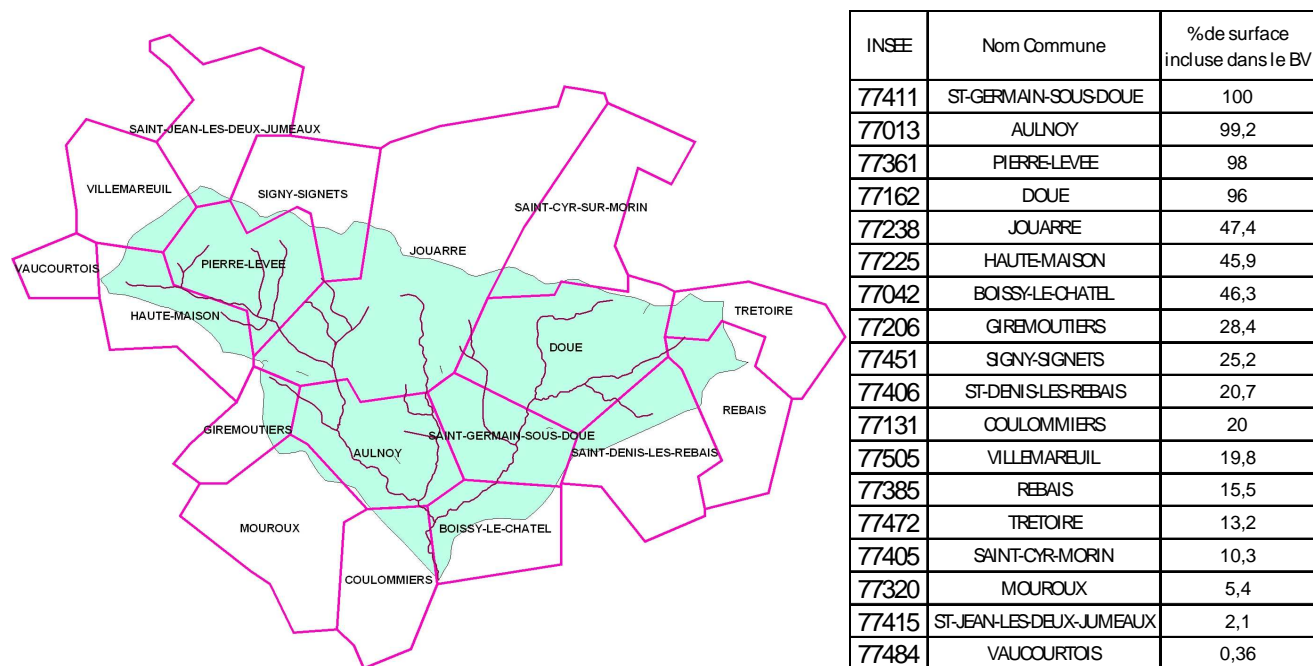 SAINT-JEAN-LES-DEUX-JUMEAUX
VILLEMAREUIL
SIGNY-SIGNETS
SAINT-CYR-SUR-MORIN
JOUARRE
VAUCOURTOIS
PIERRE-LEVEE
TRETOIRE
HAUTE-MAISON
DOUE
REBAIS
GIREMOUTIERS
SAINT-GERMAIN-SOUS-DOUE
AULNOY
SAINT-DENIS-LES-REBAIS
MOUROUX
BOISSY-LE-CHATEL
COULOMMIERS
INSEE Nom Commune % de surface
incluse dans le BV
77411 ST-GERMAIN-SOUS-DOUE 100
77013 AULNOY 99,2
77361 PIERRE-LEVEE 98
77162 DOUE 96
77238 JOUARRE 47,4
77225 HAUTE-MAISON 45,9
77042 BOISSY-LE-CHATEL 46,3
77206 GIREMOUTIERS 28,4
77451 SIGNY-SIGNETS 25,2
77406 ST-DENIS-LES-REBAIS 20,7
77131 COULOMMIERS 20
77505 VILLEMAREUIL 19,8
77385 REBAIS 15,5
77472 TRETOIRE 13,2
77405 SAINT-CYR-MORIN 10,3
77320 MOUROUX 5,4
77415 ST-JEAN-LES-DEUX-JUMEAUX 2,1
77484 VAUCOURTOIS 0,36